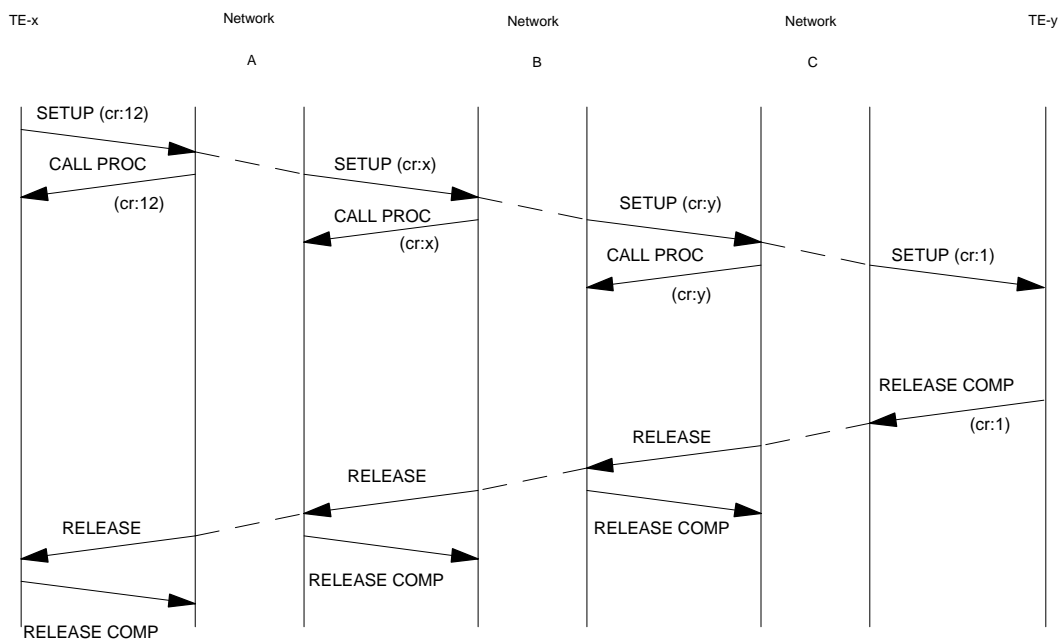 TE-x
Network
Network
Network
TE-y
A
B
C
SETUP (cr:12)
CALL PROC
(cr:12)
SETUP (cr:x)
CALL PROC
(cr:x)
SETUP (cr:y)
CALL PROC
(cr:y)
SETUP (cr:1)
RELEASE COMP
(cr:1)
RELEASE
RELEASE
RELEASE COMP
RELEASE
RELEASE COMP
RELEASE COMP